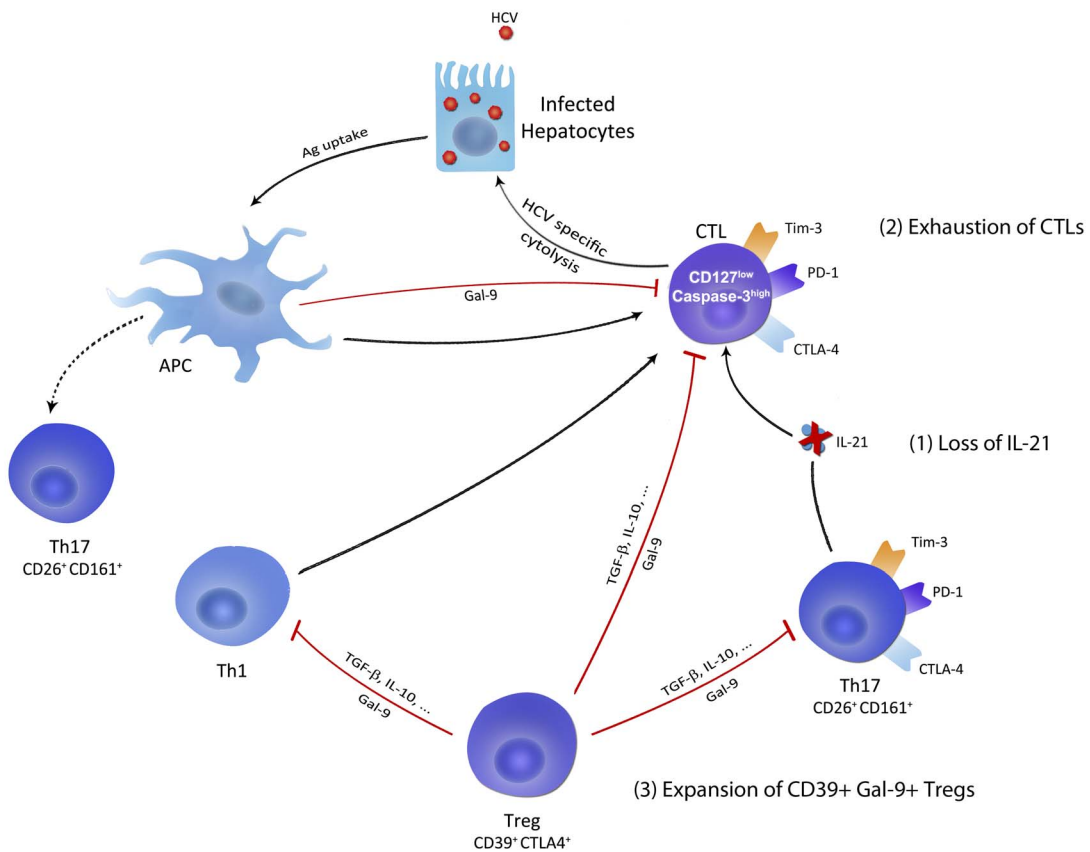 HCV
Infected
Hepatocytes
Ag uptake
HCV specific
cytolysis
CTL
Tim-3
(2) Exhaustion of CTLs
CD127low
Caspase-3high
PD-1
Gal-9
CTLA-4
APC
IL-21
(1) Loss of IL-21
Th17
CD26+ CD161+
TGF-β, IL-10, ...
Gal-9
Tim-3
PD-1
CTLA-4
Th1
TGF-β, IL-10, ...
Gal-9
TGF-β, IL-10, ...
Gal-9
Th17
CD26+ CD161+
(3) Expansion of CD39+ Gal-9+ Tregs
Treg
CD39+ CTLA4+